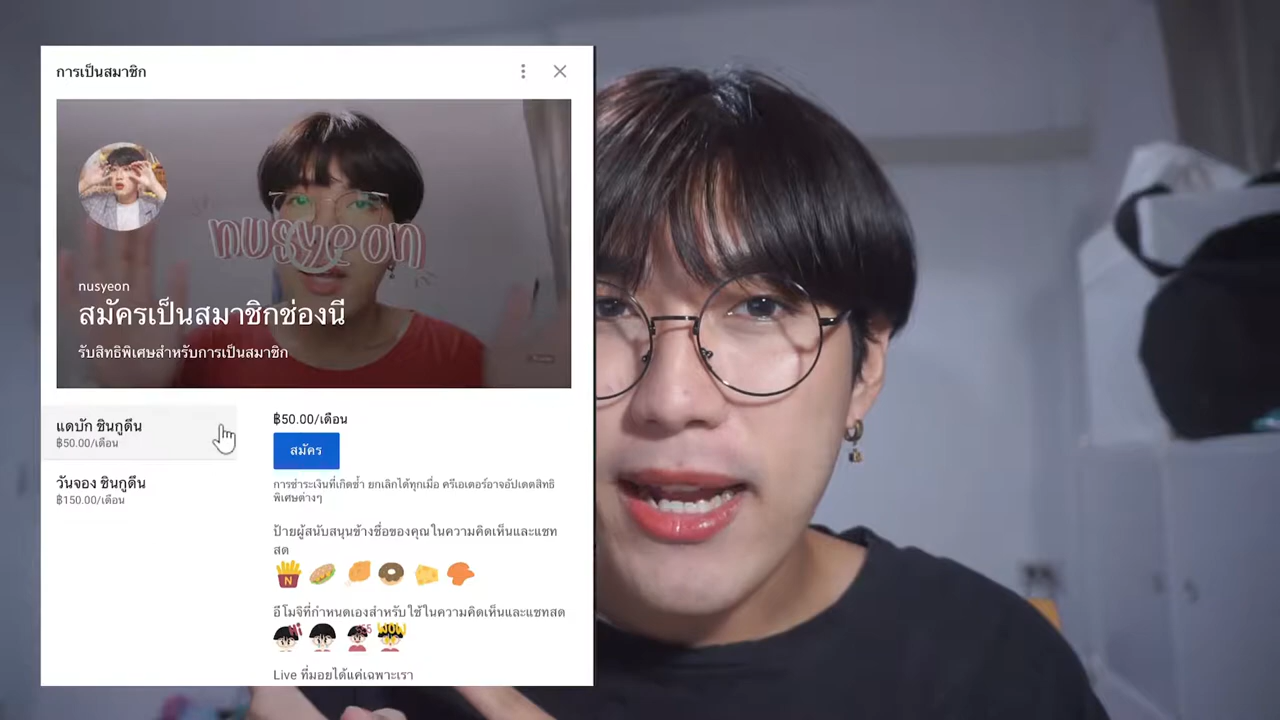 การเป็นสมาชิก
nusyeon
nusyeon
สมัครเป็นสมาชิกช่องนี้
รับสิทธิพิเศษสำหรับการเป็นสมาชิก
แดบัก ชินกูดึน
฿50.00/เดือน
วันจอง ชินกูดึน
฿150.00/เดือน
฿50.00/เดือน
สมัคร
การชำระเงินที่เกิดซ้ำ ยกเลิกได้ทุกเมื่อ ครีเอเตอร์อาจอัปเดตสิทธิ
พิเศษต่างๆ
ป้ายผู้สนับสนุนข้างชื่อของคุณในความคิดเห็นและแชท
สด
N
อีโมจิที่กำหนดเองสำหรับใช้ในความคิดเห็นและแชทสด
Hi
55
WOW
Live ที่มอยได้แค่เฉพาะเรา